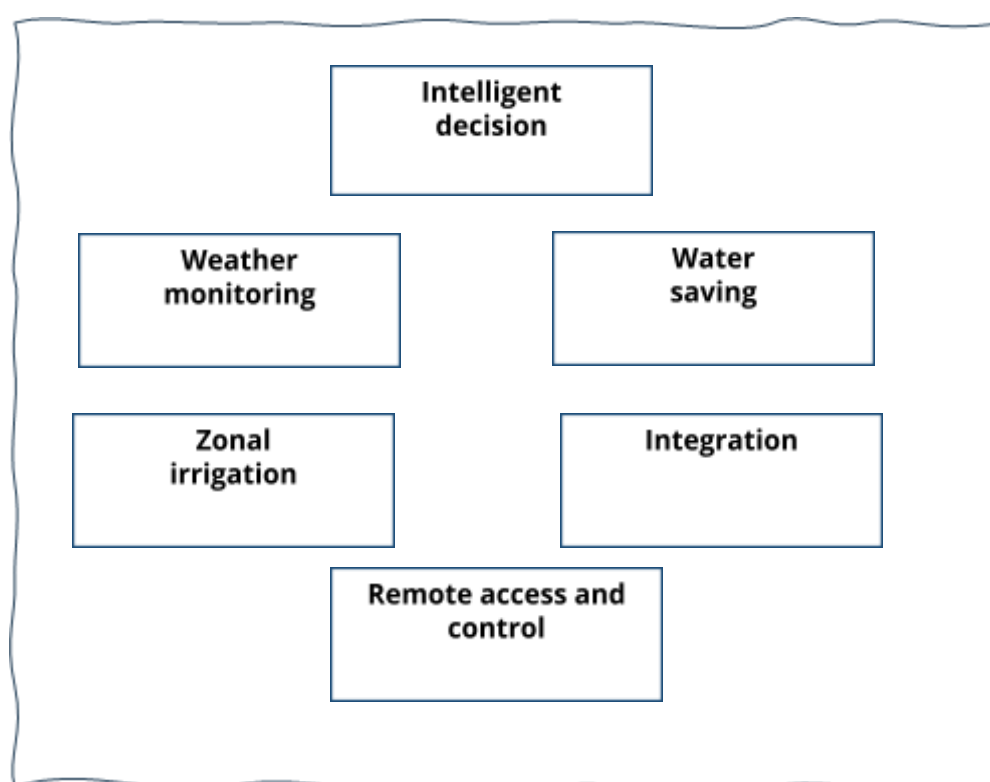 Intelligent
decision
Weather
monitoring
Water
saving
Zonal
irrigation
Integration
Remote access and
control